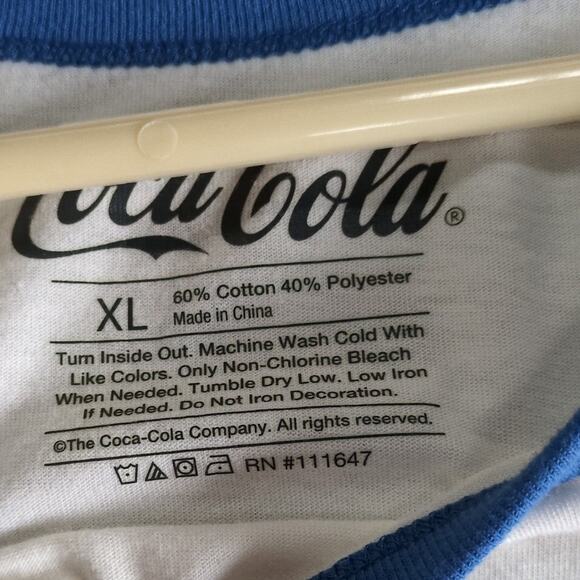 Coca Cola®
XL
60% Cotton 40% Polyester
Made in China
Turn Inside Out. Machine Wash Cold With
Like Colors. Only Non-Chlorine Bleach
When Needed. Tumble Dry Low. Low Iron
If Needed. Do Not Iron Decoration.
©The Coca-Cola Company. All rights reserved.
RN #111647